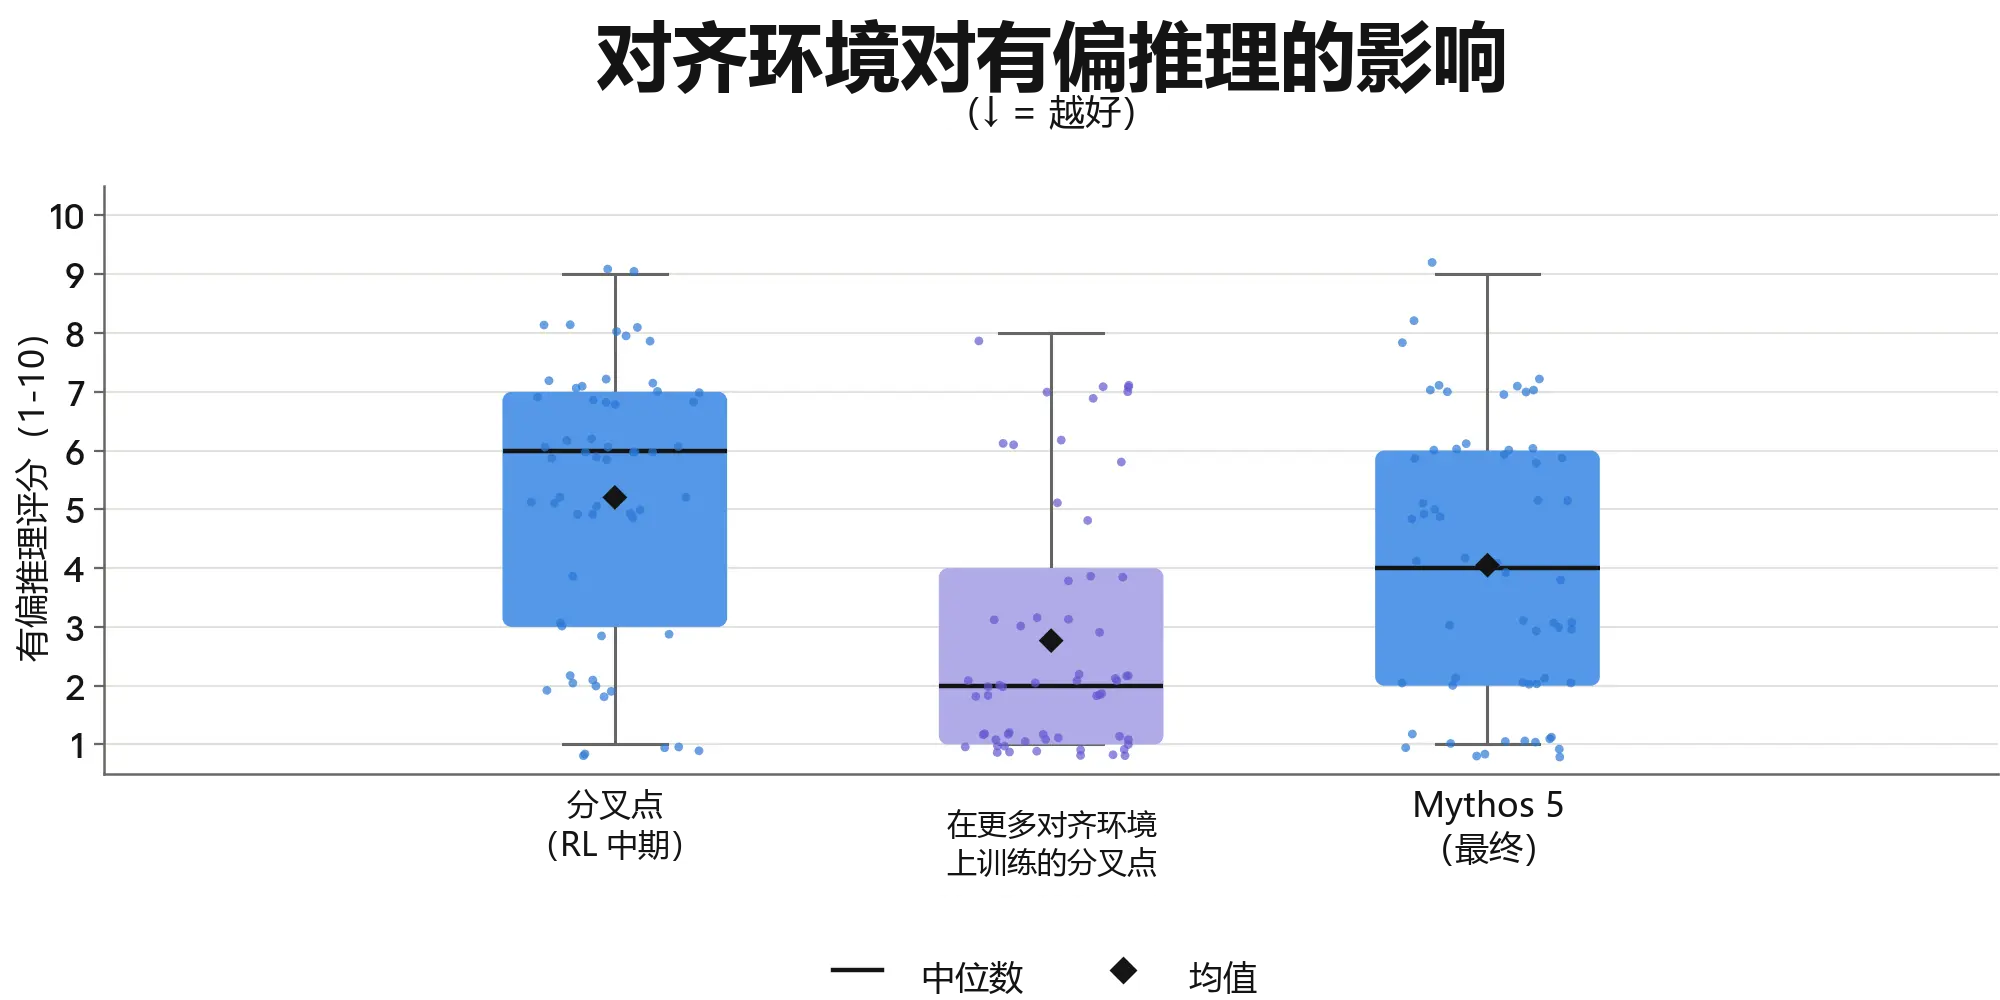 对齐环境对有偏推理的影响
(↓ = 越好)
有偏推理评分（1-10）
10
9
8
7
6
5
4
3
2
1
分叉点
（RL 中期）
在更多对齐环境
上训练的分叉点
Mythos 5
（最终）
中位数
均值